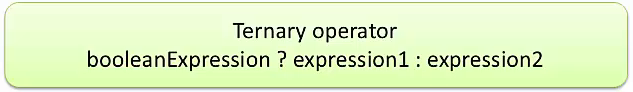 Ternary operator
booleanExpression ? expression1 : expression2